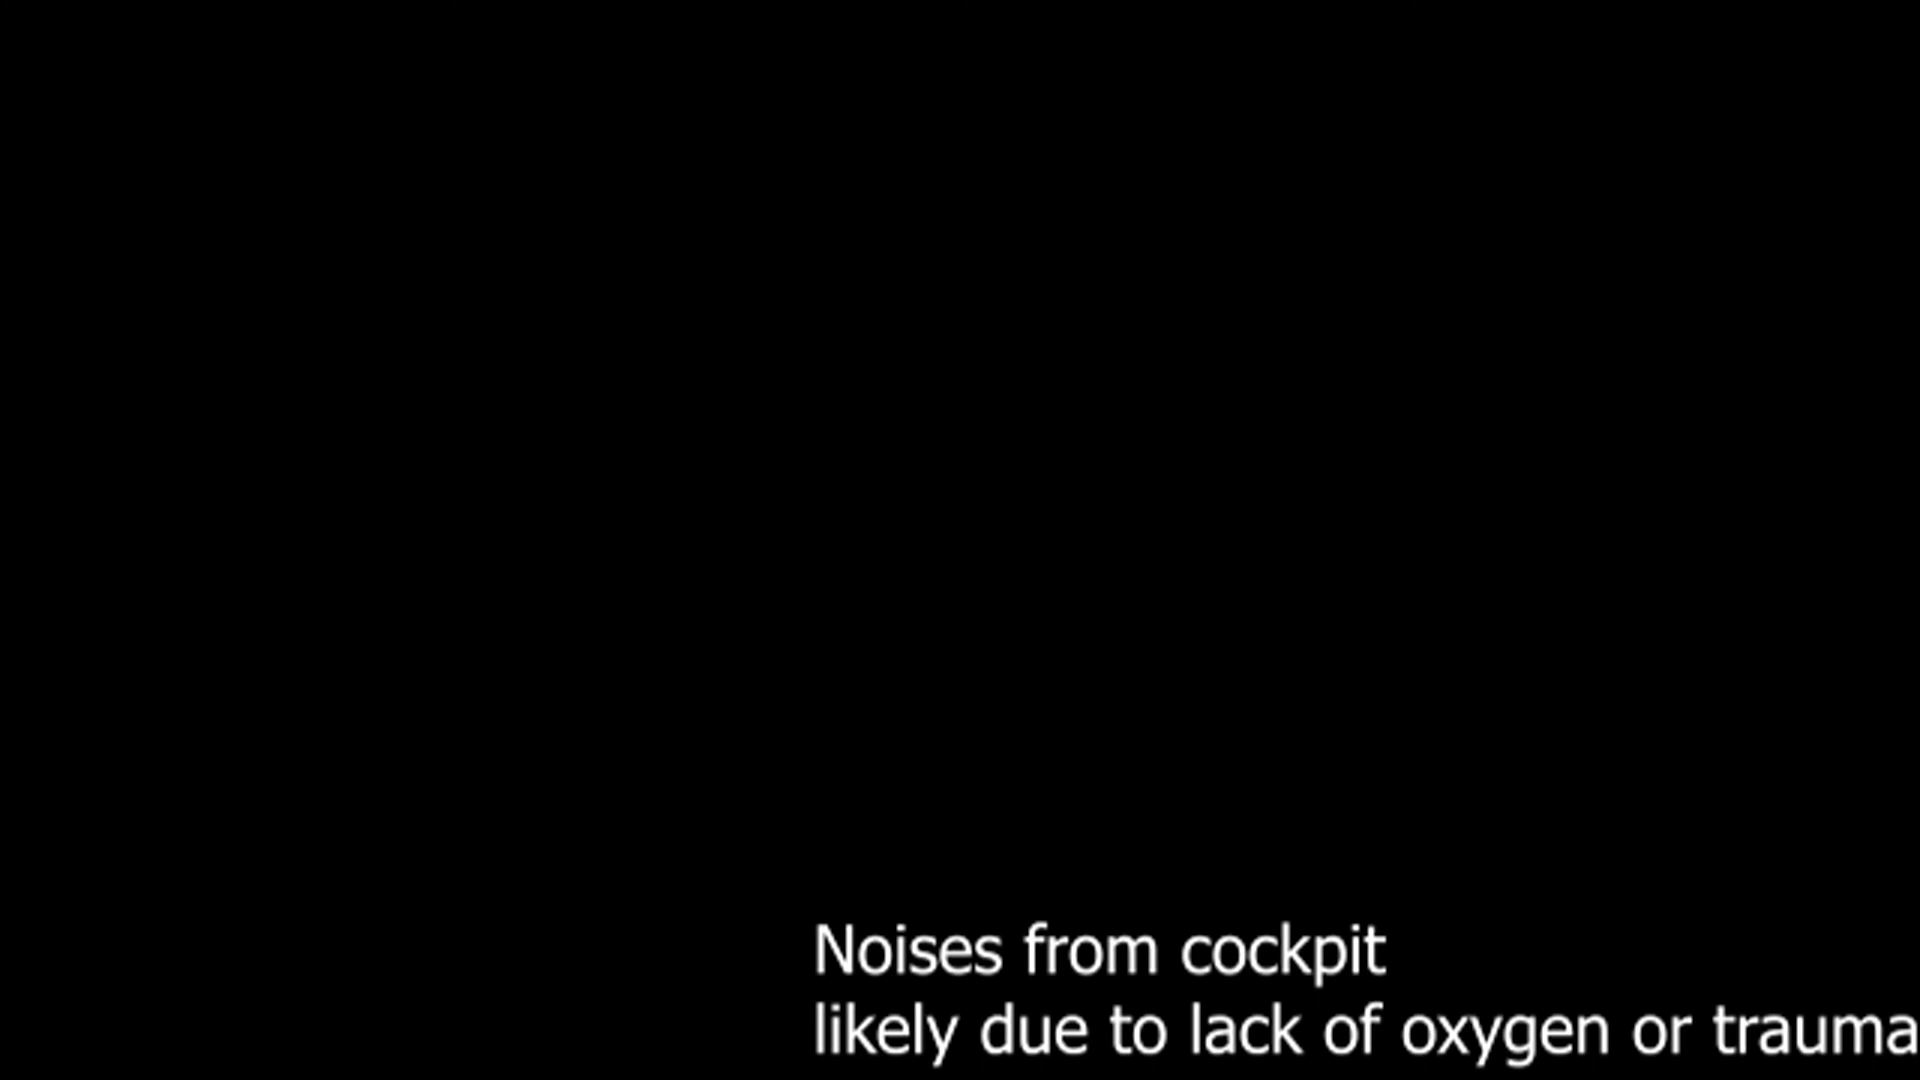 Noises from cockpit
likely due to lack of oxygen or trauma